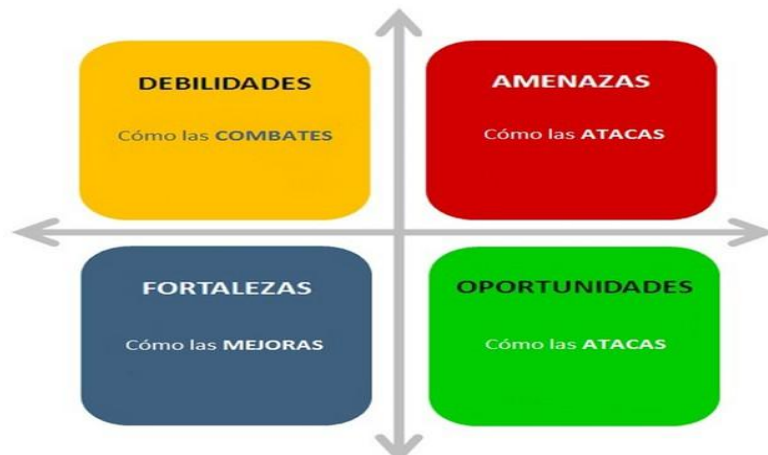 DEBILIDADES
Cómo las COMBATES
AMENAZAS
Cómo las ATACAS
FORTALEZAS
Cómo las MEJORAS
OPORTUNIDADES
Cómo las ATACAS